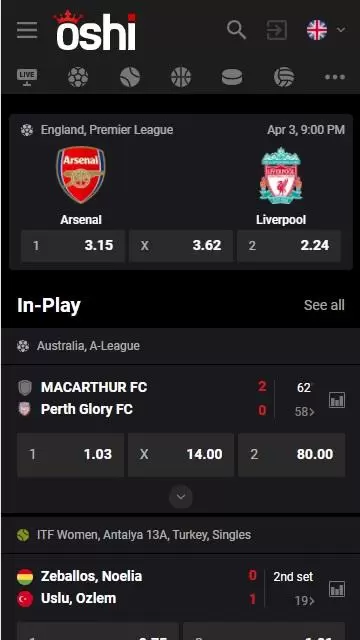 oshi
LIVE
England, Premier League
Apr 3, 9:00 PM
Arsenal
Arsenal
Liverpool
1 3.15 X 3.62 2 2.24
In-Play
See all
Australia, A-League
MACARTHUR FC 2 62'
Perth Glory FC 0 58>
1 1.03 X 14.00 2 80.00
ITF Women, Antalya 13A, Turkey, Singles
Zeballos, Noelia 0 2nd set
Uslu, Ozlem 1 19>